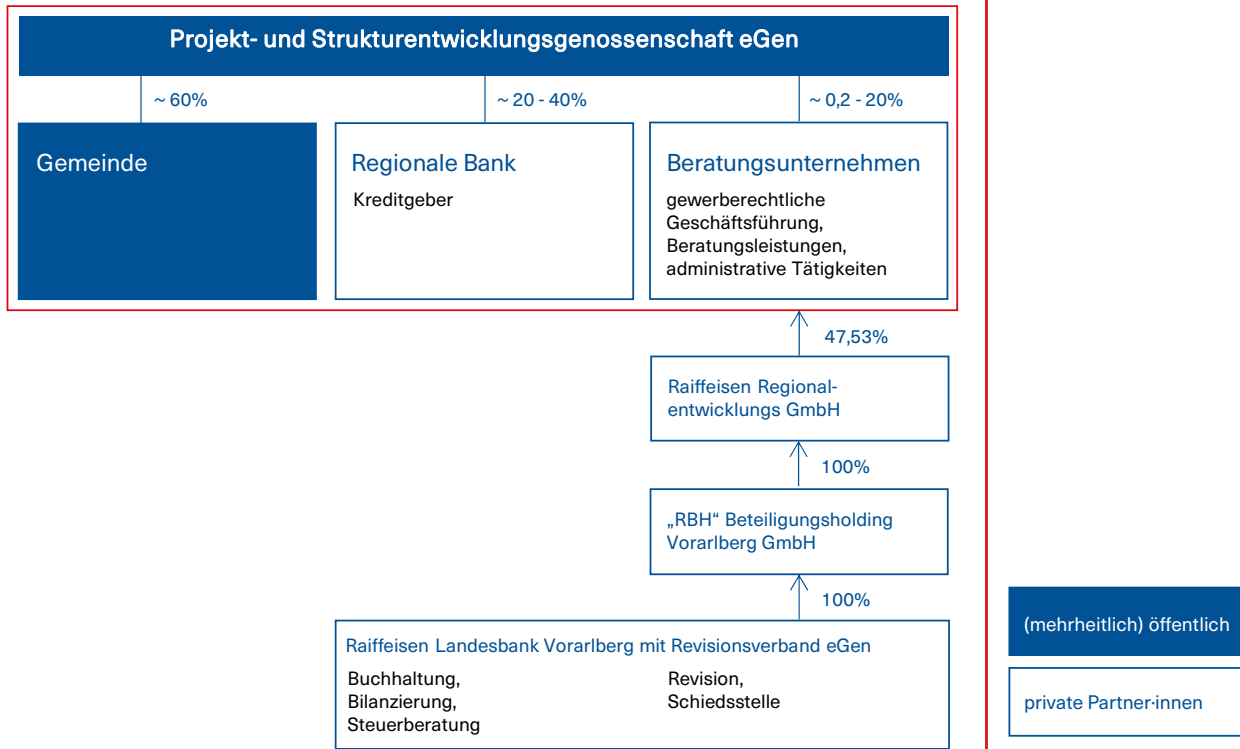 Projekt- und Strukturentwicklungsgenossenschaft eGen
~ 60%
~ 20 - 40%
~ 0,2 - 20%
Gemeinde
Regionale Bank
Kreditgeber
Beratungsunternehmen
gewerberechtliche
Geschäftsführung,
Beratungsleistungen,
administrative Tätigkeiten
47,53%
Raiffeisen Regional-
entwicklungs GmbH
100%
„RBH“ Beteiligungsholding
Vorarlberg GmbH
100%
Raiffeisen Landesbank Vorarlberg mit Revisionsverband eGen
Buchhaltung,
Bilanzierung,
Steuerberatung
Revision,
Schiedsstelle
(mehrheitlich) öffentlich
private Partner·innen